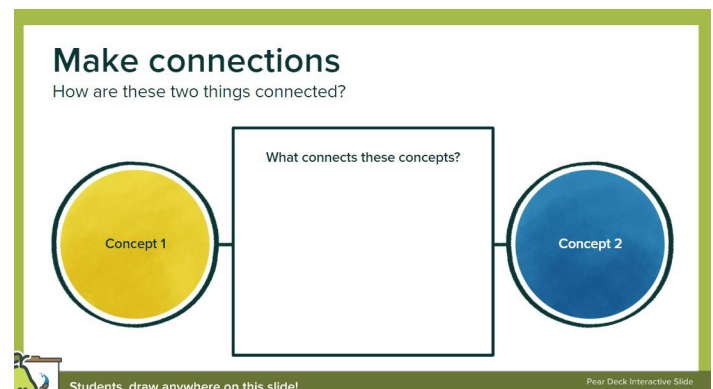 Make connections
How are these two things connected?
What connects these concepts?
Concept 1
Concept 2
Students, draw anywhere on this slide!
Pear Deck Interactive Slide